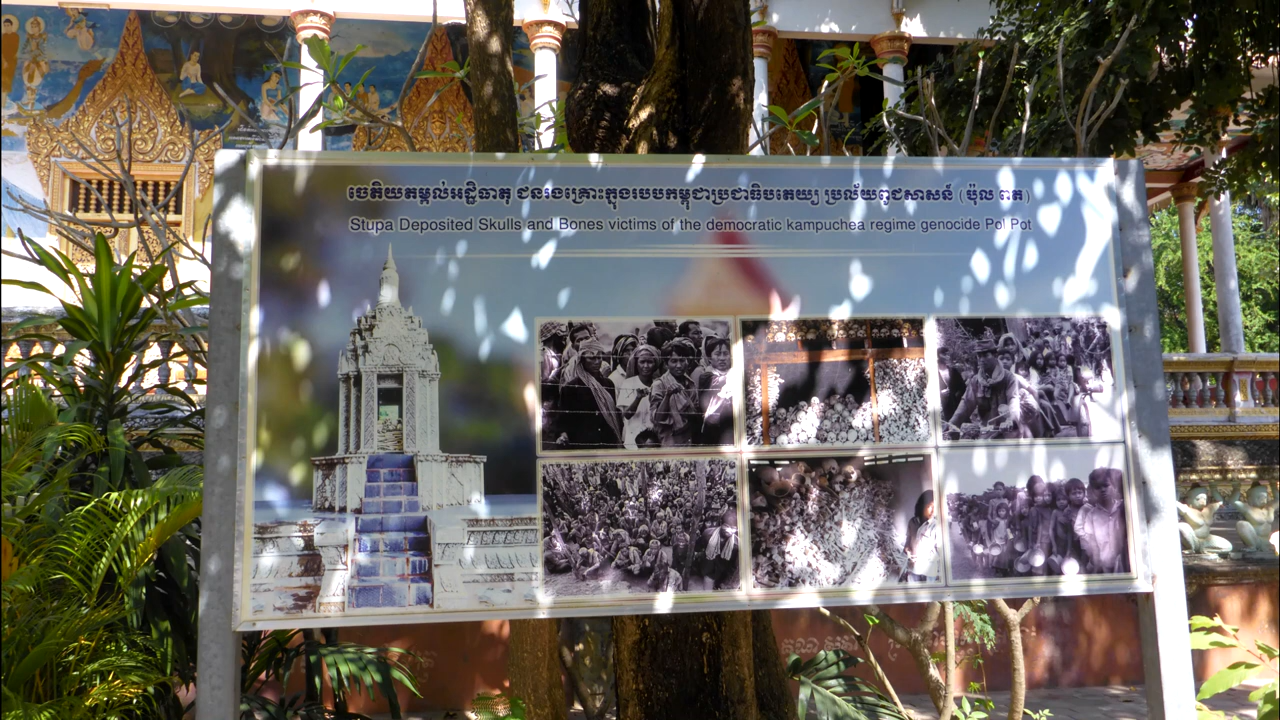 ចេតិយតម្កល់អដ្ឋិធាតុ ជនរងគ្រោះក្នុងរបបកម្ពុជាប្រជាធិបតេយ្យ ប្រល័យពូជសាសន៍ (ប៉ុល ពត)
Stupa Deposited Skulls and Bones victims of the democratic kampuchea regime genocide Pol Pot